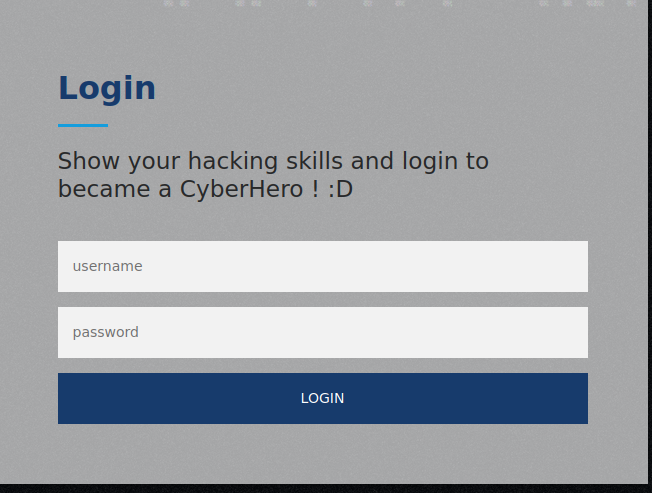 Login
Show your hacking skills and login to
became a CyberHero ! :D
username
password
LOGIN